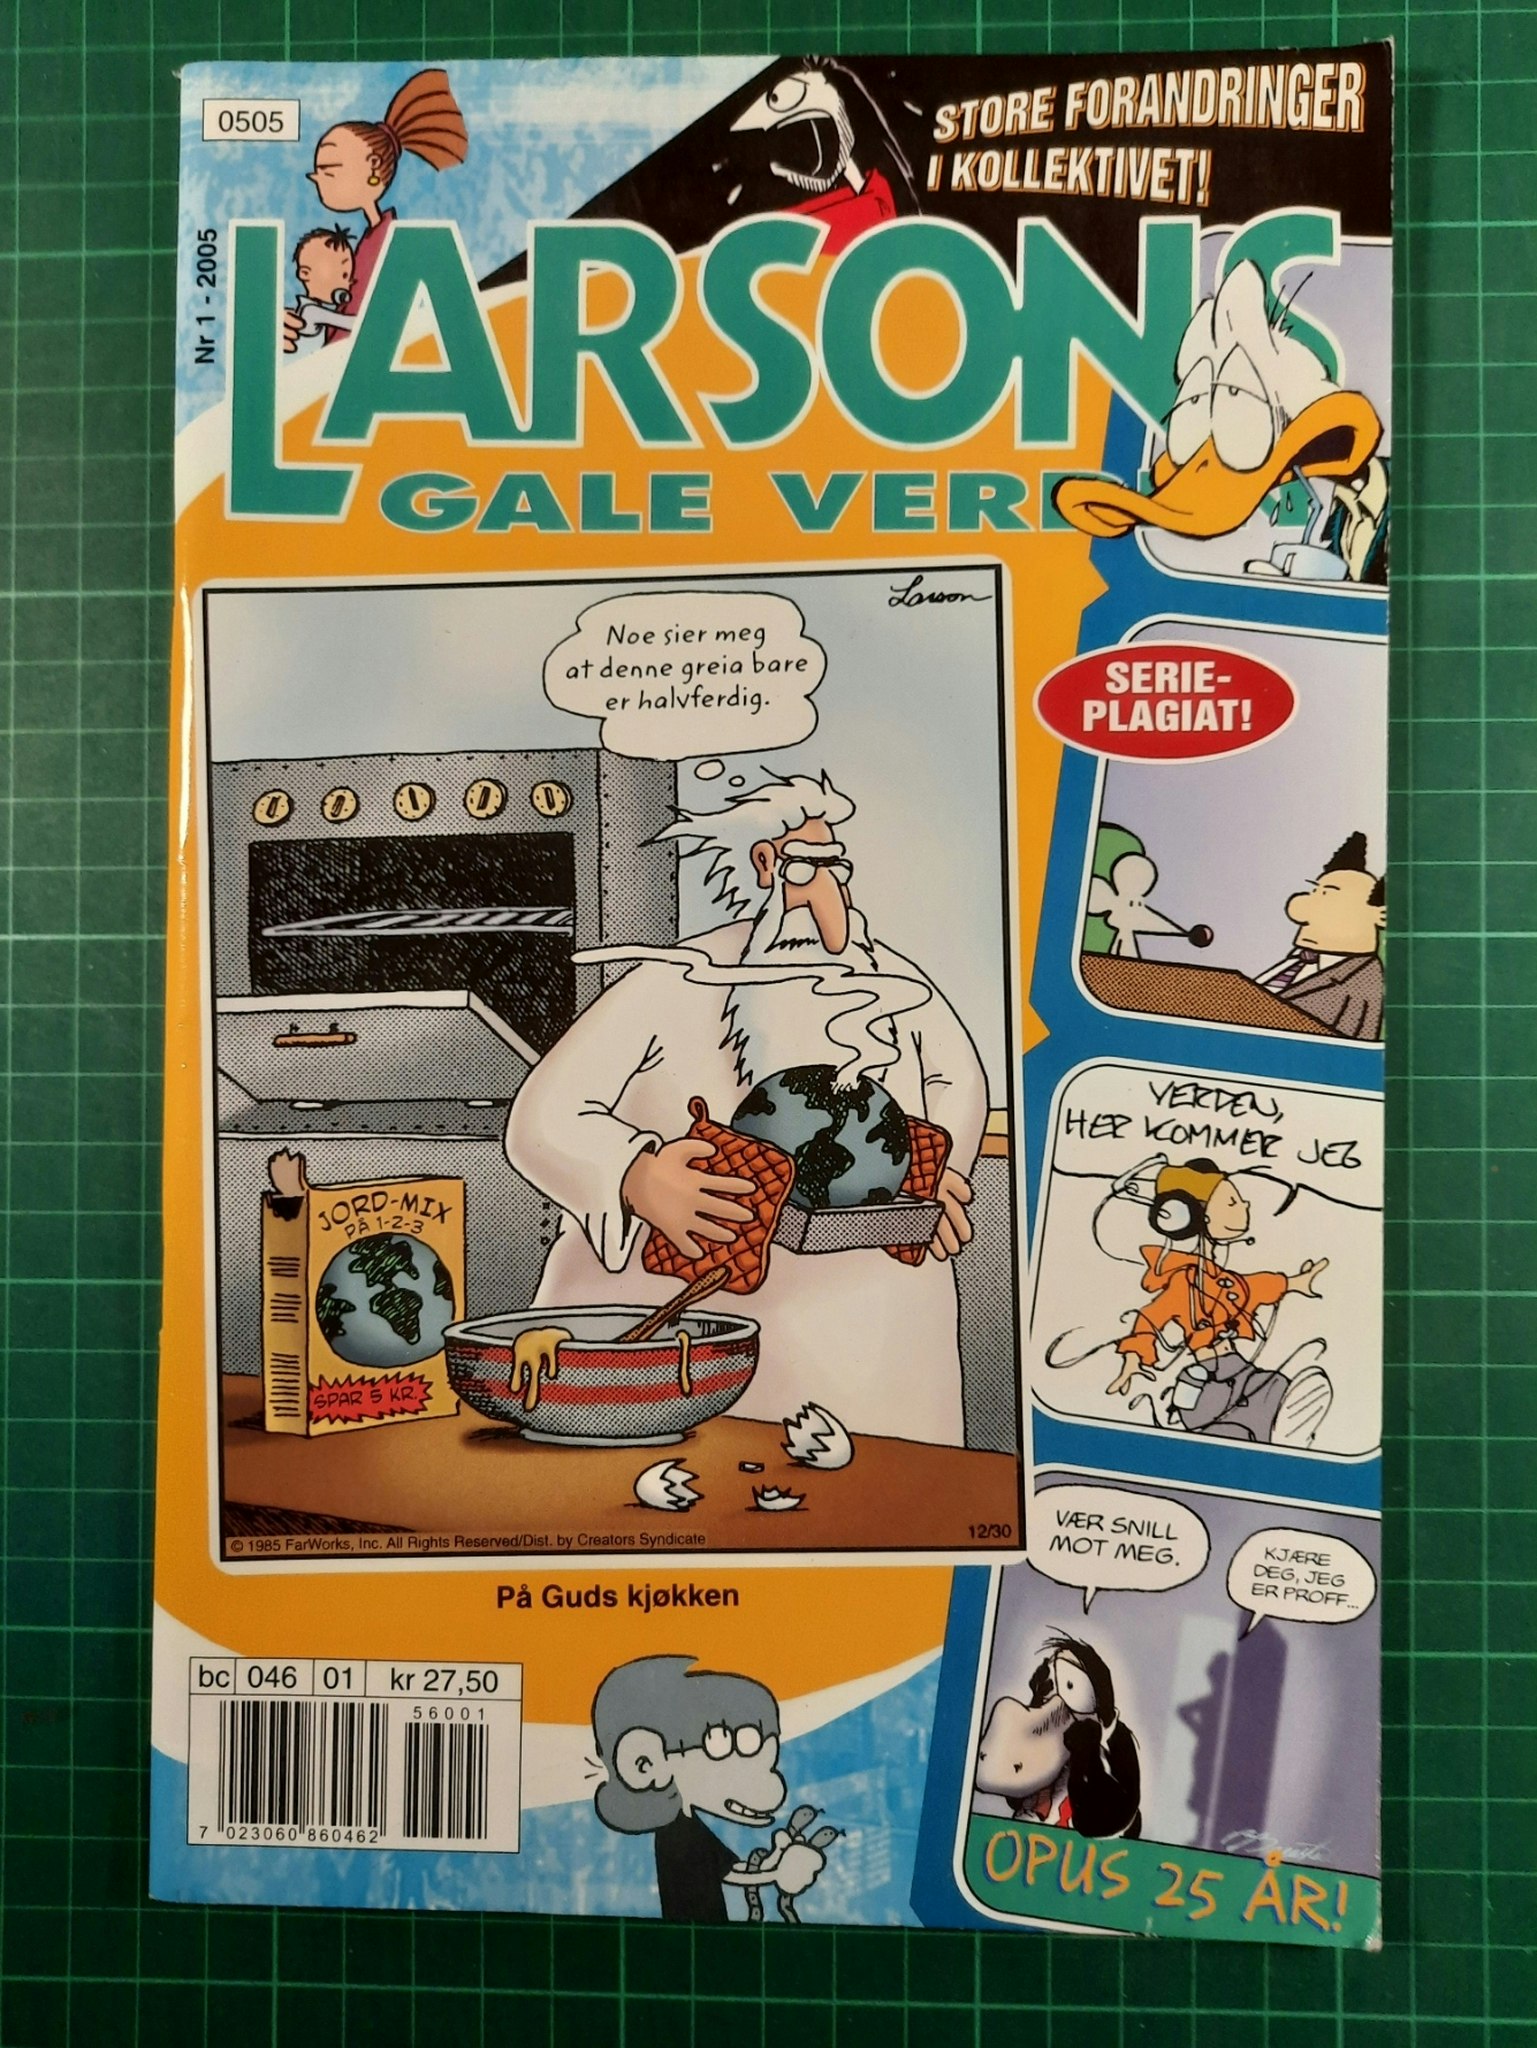 0505
STORE FORANDRINGER
I KOLLEKTIVET!
Nr 1 - 2005
LARSONS
GALE VERDEN
Larson
Noe sier meg
at denne greia bare
er halvferdig.
SERIE-
PLAGIAT!
JORD-MIX
PÅ 1-2-3
SPAR 5 KR.
VERDEN,
HER KOMMER JEG
© 1985 FarWorks, Inc. All Rights Reserved/Dist. by Creators Syndicate
12/30
På Guds kjøkken
VÆR SNILL
MOT MEG.
KJÆRE
DEG, JEG
ER PROFF...
OPUS 25 ÅR!
bc 046 01 kr 27,50
56001
7 023060 860462